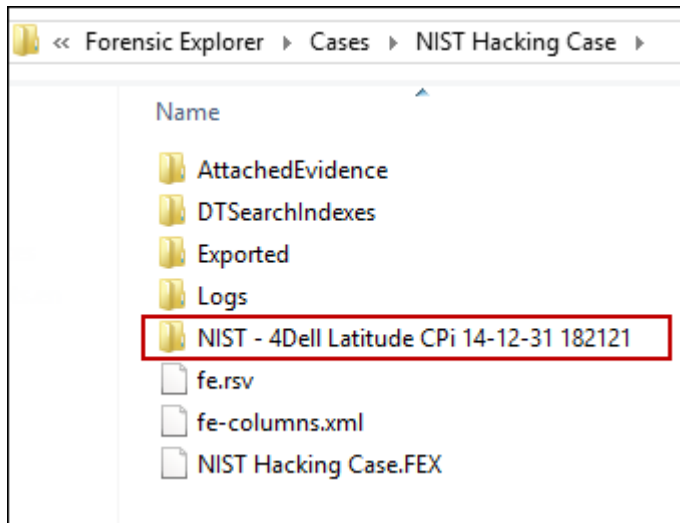 « Forensic Explorer Cases NIST Hacking Case
Name
AttachedEvidence
DTSearchIndexes
Exported
Logs
NIST - 4Dell Latitude CPi 14-12-31 182121
fe.rsv
fe-columns.xml
NIST Hacking Case.FEX